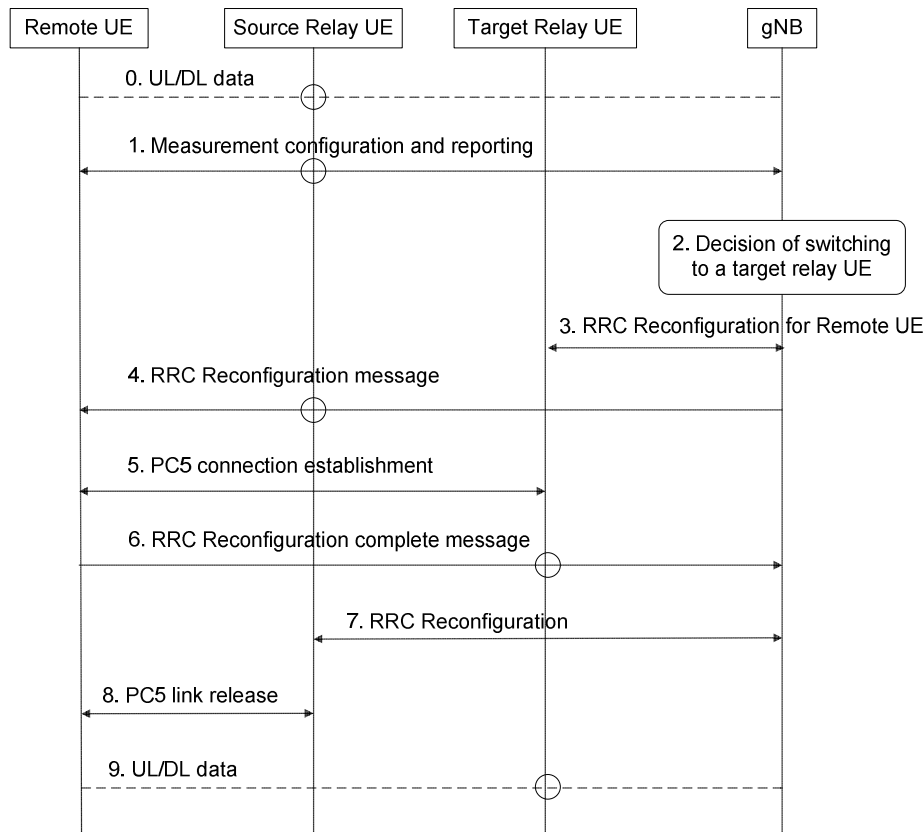 Remote UE
Source Relay UE
Target Relay UE
gNB
0. UL/DL data
1. Measurement configuration and reporting
2. Decision of switching
to a target relay UE
3. RRC Reconfiguration for Remote UE
4. RRC Reconfiguration message
5. PC5 connection establishment
6. RRC Reconfiguration complete message
7. RRC Reconfiguration
8. PC5 link release
9. UL/DL data